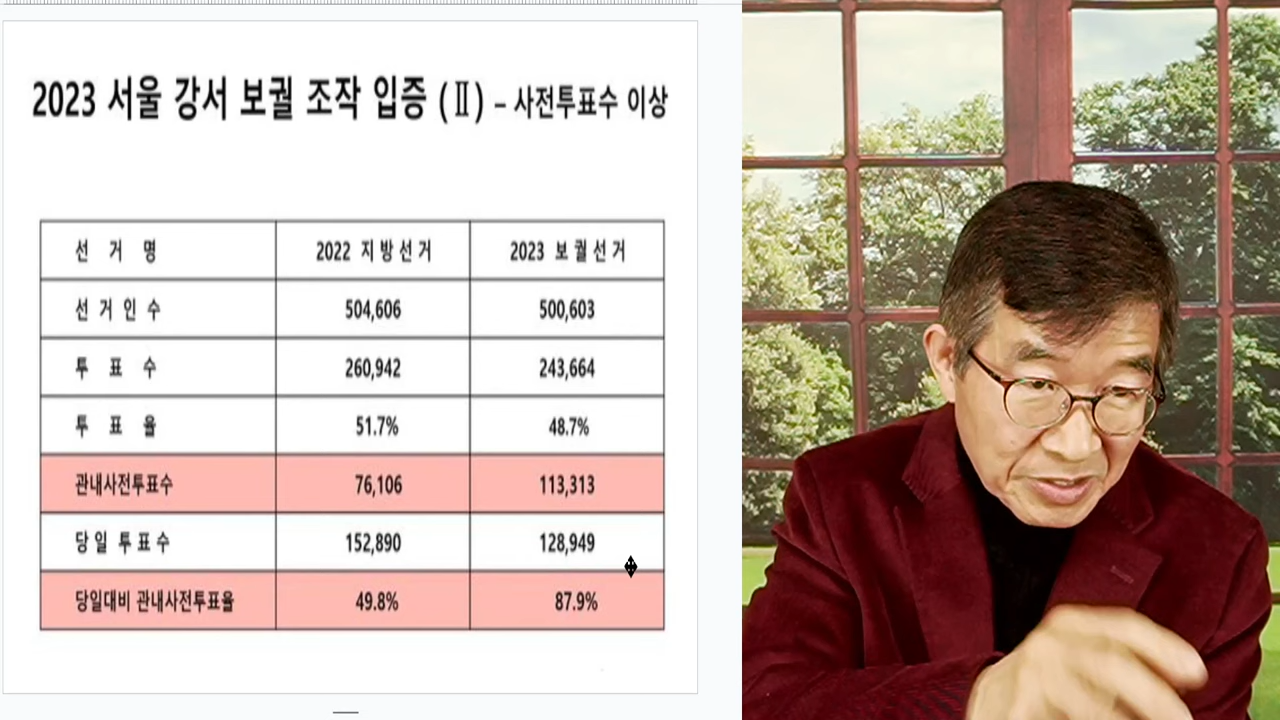 2023 서울 강서 보궐 조작 입증 (Ⅱ) – 사전투표수 이상
선 거 명 2022 지방선거 2023 보궐선거
선 거 인 수 504,606 500,603
투 표 수 260,942 243,664
투 표 율 51.7% 48.7%
관내사전투표수 76,106 113,313
당일 투표수 152,890 128,949
당일대비 관내사전투표율 49.8% 87.9%